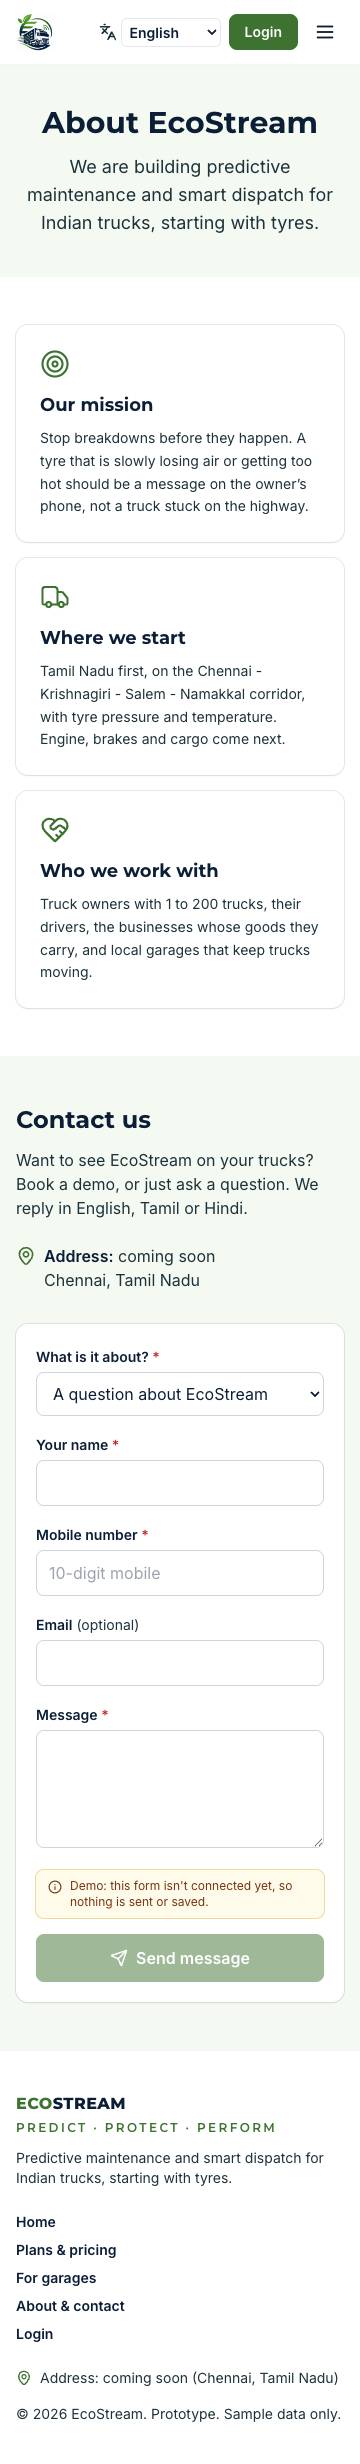 English
Login
About EcoStream
We are building predictive
maintenance and smart dispatch for
Indian trucks, starting with tyres.
Our mission
Stop breakdowns before they happen. A
tyre that is slowly losing air or getting too
hot should be a message on the owner’s
phone, not a truck stuck on the highway.
Where we start
Tamil Nadu first, on the Chennai -
Krishnagiri - Salem - Namakkal corridor,
with tyre pressure and temperature.
Engine, brakes and cargo come next.
Who we work with
Truck owners with 1 to 200 trucks, their
drivers, the businesses whose goods they
carry, and local garages that keep trucks
moving.
Contact us
Want to see EcoStream on your trucks?
Book a demo, or just ask a question. We
reply in English, Tamil or Hindi.
Address: coming soon
Chennai, Tamil Nadu
What is it about? *
A question about EcoStream
Your name *
Mobile number *
10-digit mobile
Email (optional)
Message *
Demo: this form isn't connected yet, so
nothing is sent or saved.
Send message
ECOSTREAM
PREDICT · PROTECT · PERFORM
Predictive maintenance and smart dispatch for
Indian trucks, starting with tyres.
Home
Plans & pricing
For garages
About & contact
Login
Address: coming soon (Chennai, Tamil Nadu)
© 2026 EcoStream. Prototype. Sample data only.